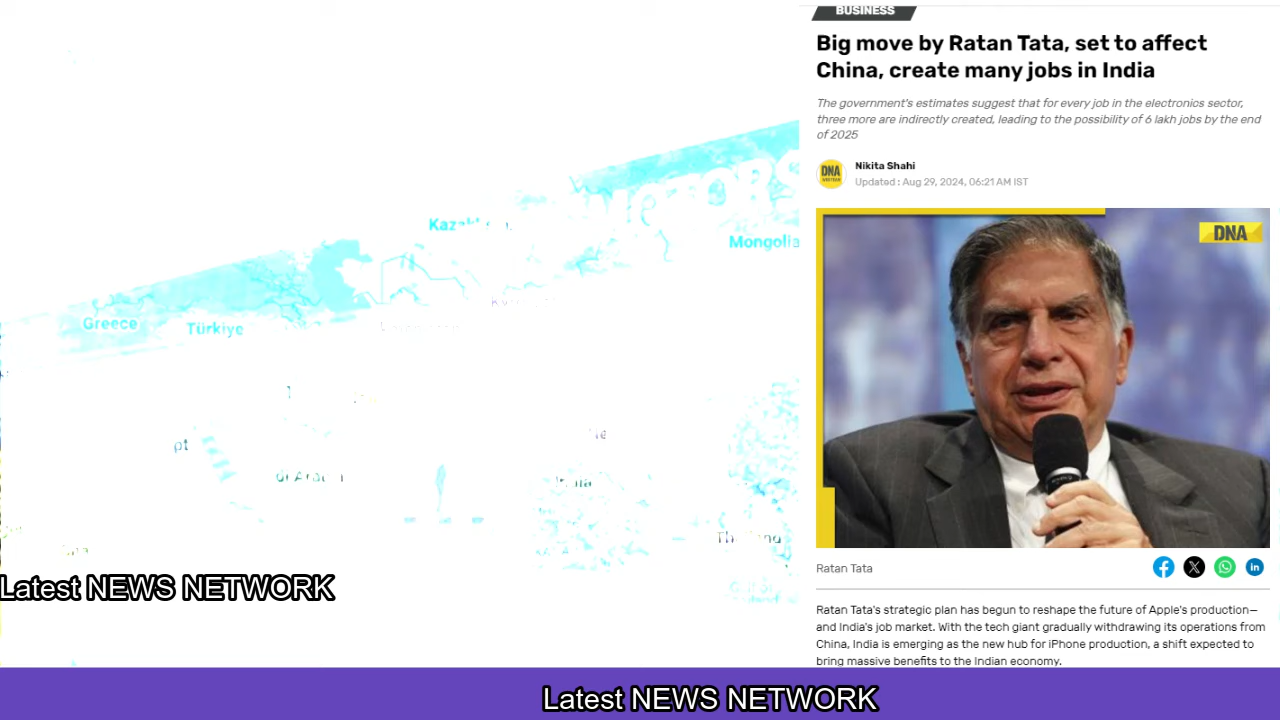 Kaz
MOTORS
Mongolia
Greece
Türkiye
pt
di Ara
Latest NEWS NETWORK
BUSINESS
Big move by Ratan Tata, set to affect
China, create many jobs in India
The government's estimates suggest that for every job in the electronics sector,
three more are indirectly created, leading to the possibility of 6 lakh jobs by the end
of 2025
DNA
Nikita Shahi
Updated : Aug 29, 2024, 06:21 AM IST
DNA
Ratan Tata
Ratan Tata's strategic plan has begun to reshape the future of Apple's production—
and India's job market. With the tech giant gradually withdrawing its operations from
China, India is emerging as the new hub for iPhone production, a shift expected to
bring massive benefits to the Indian economy.
Latest NEWS NETWORK